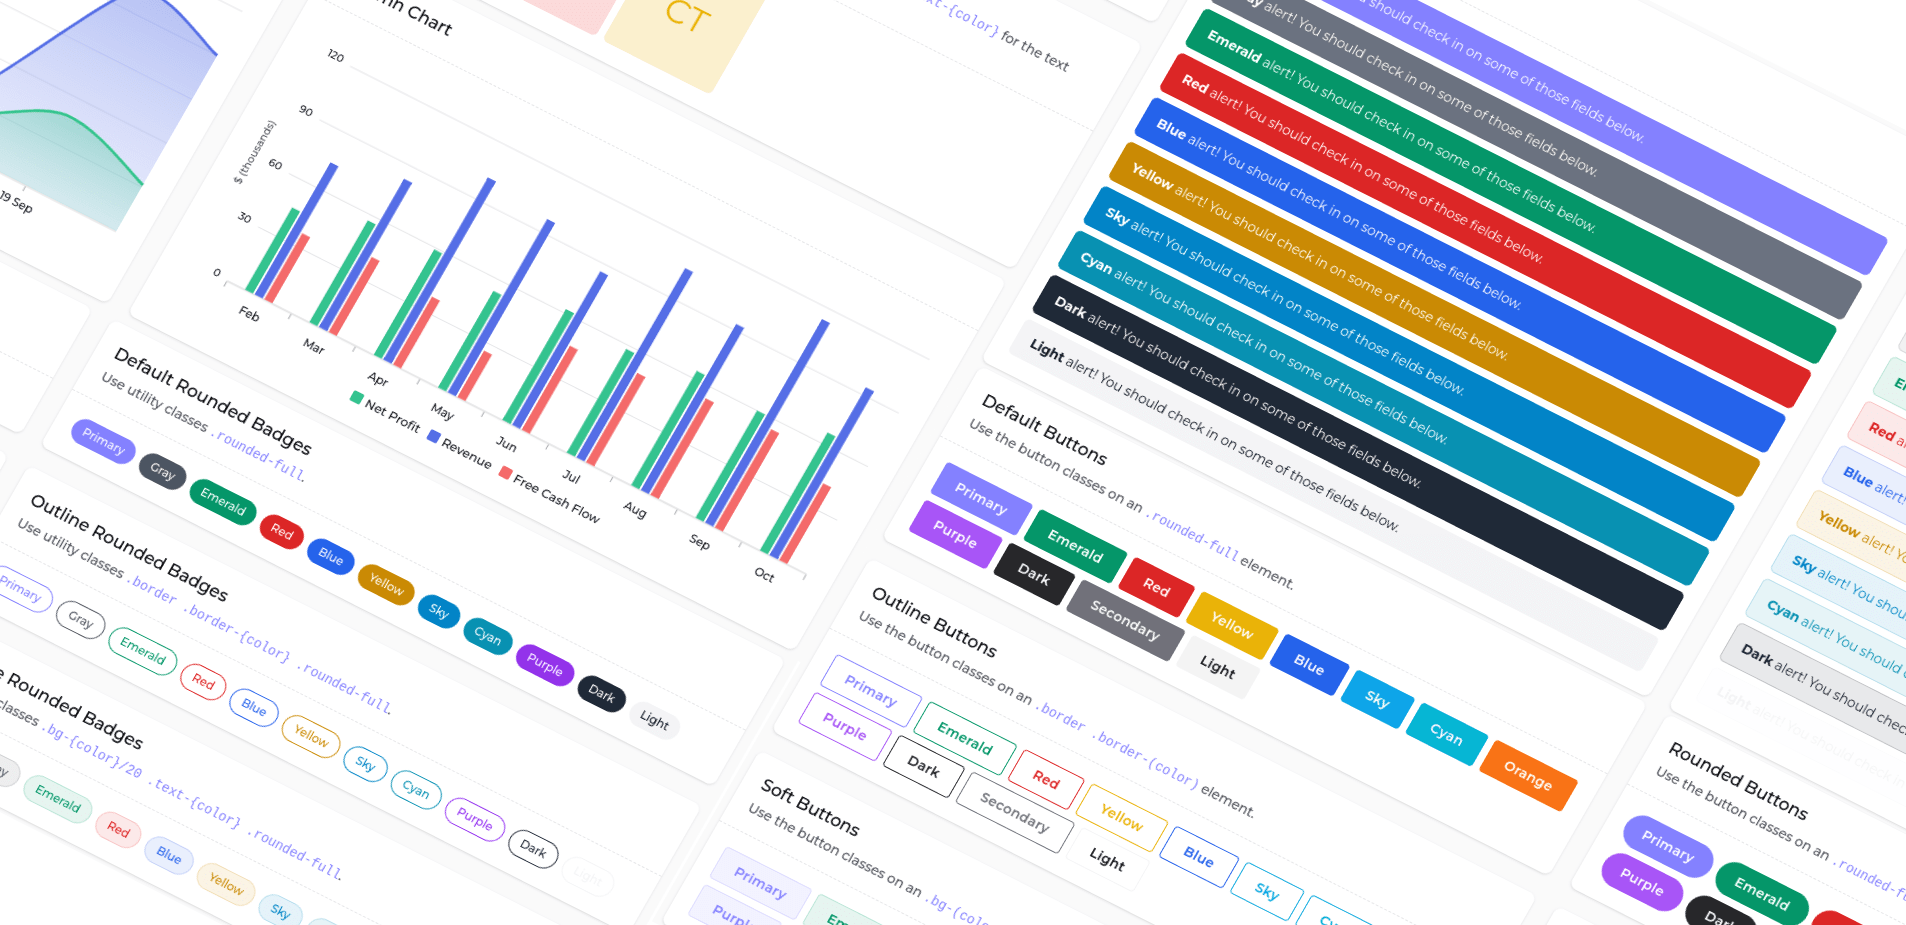 19 Sep
Chart
120
90
60
30
0
$ (thousands)
Feb
Mar
Apr
May
Jun
Jul
Aug
Sep
Oct
Net Profit
Revenue
Free Cash Flow
CT
for the text
Default Rounded Badges
Use utility classes .rounded-full.
Primary
Gray
Emerald
Red
Blue
Yellow
Sky
Cyan
Purple
Dark
Light
Outline Rounded Badges
Use utility classes .border .border-{color} .rounded-full.
Primary
Gray
Emerald
Red
Blue
Yellow
Sky
Cyan
Purple
Dark
Light
Rounded Badges
classes .bg-{color}/20 .text-{color} .rounded-full.
Emerald
Red
Blue
Yellow
Sky
should check in on some of those fields below.
alert! You should check in on some of those fields below.
Emerald alert! You should check in on some of those fields below.
Red alert! You should check in on some of those fields below.
Blue alert! You should check in on some of those fields below.
Yellow alert! You should check in on some of those fields below.
Sky alert! You should check in on some of those fields below.
Cyan alert! You should check in on some of those fields below.
Dark alert! You should check in on some of those fields below.
Light alert! You should check in on some of those fields below.
Default Buttons
Use the button classes on an .rounded-full element.
Primary
Emerald
Red
Yellow
Blue
Sky
Cyan
Orange
Purple
Dark
Secondary
Light
Outline Buttons
Use the button classes on an .border .border-(color) element.
Primary
Emerald
Red
Yellow
Blue
Sky
Purple
Dark
Secondary
Light
Soft Buttons
Use the button classes on an
Primary
Red
Blue alert!
Yellow alert!
Sky alert! You
Cyan alert! You should
Dark alert! You should
Rounded Buttons
Use the button classes on an
Primary
Emerald
Purple